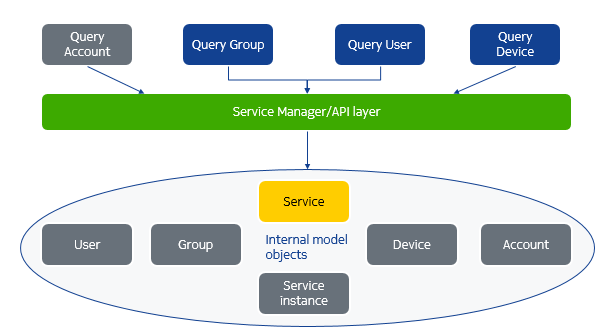 Query
Account
Query Group
Query User
Query
Device
Service Manager/API layer
Service
User
Group
Internal model
objects
Device
Account
Service
instance